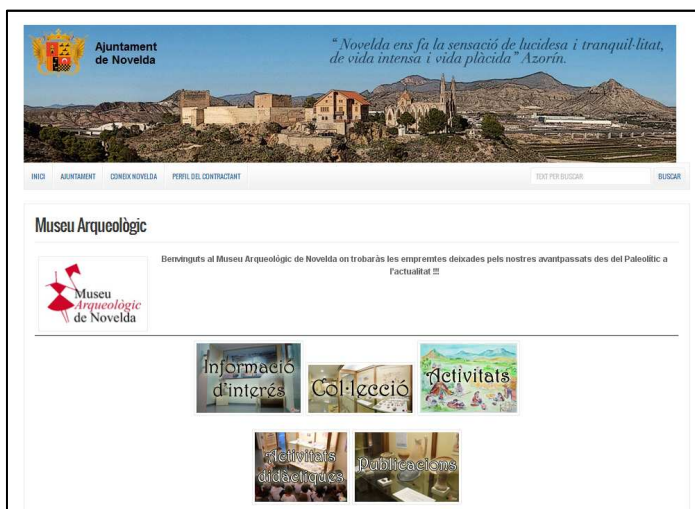 Ajuntament
de Novelda
“ Novelda ens fa la sensació de lucidesa i tranquil·litat,
de vida intensa i vida plàcida” Azorín.
INICI AJUNTAMENT CONEIX NOVELDA PERFIL DEL CONTRACTANT TEXT PER BUSCAR BUSCAR
Museu Arqueològic
Benvinguts al Museu Arqueológic de Novelda on trobaràs les empremtes deixades pels nostres avantpassats des del Paleolític a
l'actualitat !!!
Museu
Arqueològic
de Novelda
Informació
d'interés
Col·lecció
Activitats
Activitats
didàctiques
Publicacions